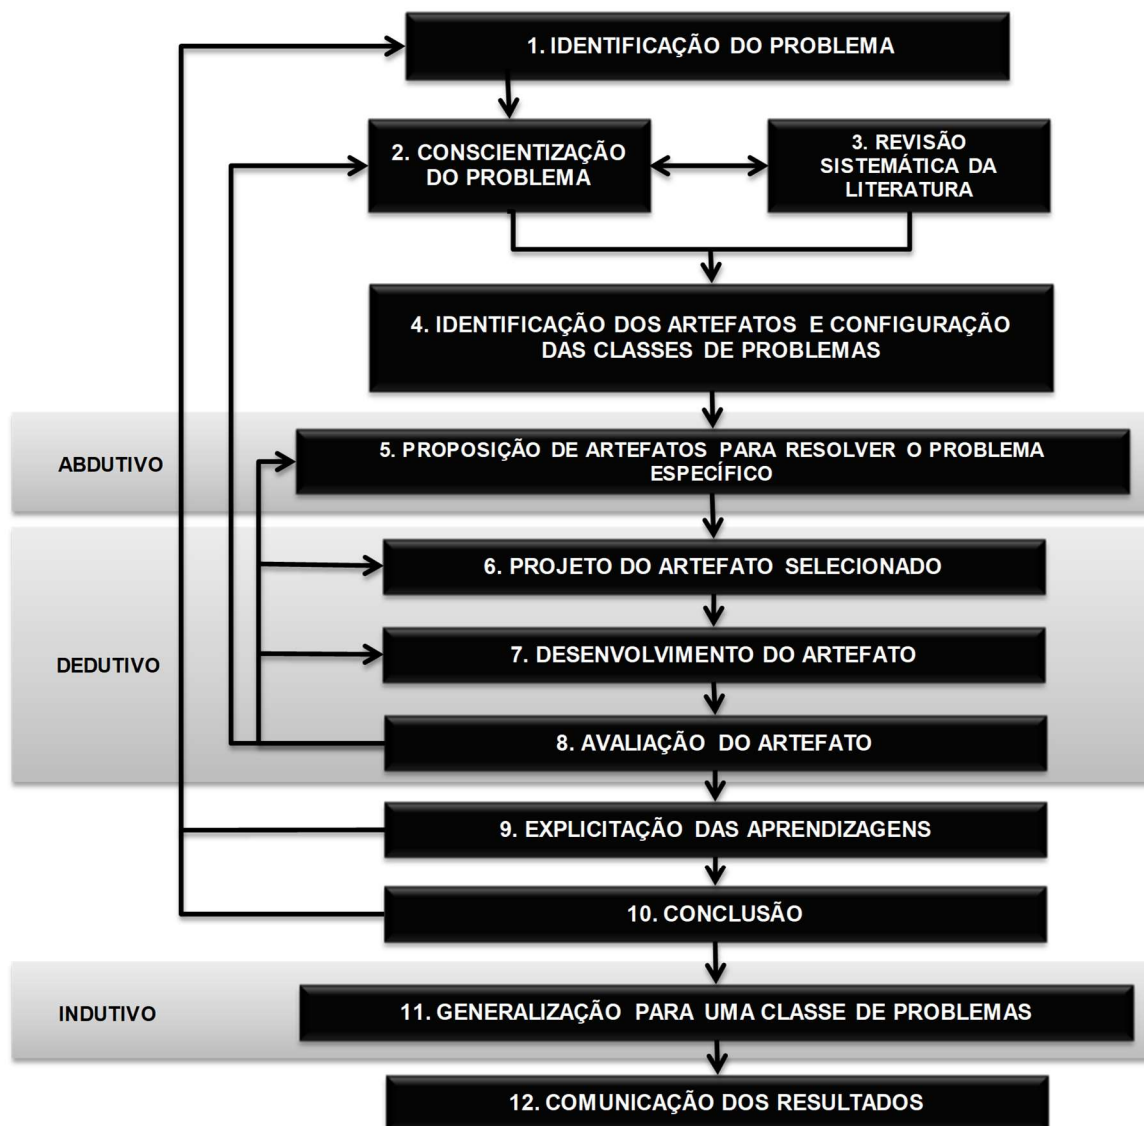 1. IDENTIFICAÇÃO DO PROBLEMA
2. CONSCIENTIZAÇÃO
DO PROBLEMA
3. REVISÃO
SISTEMÁTICA DA
LITERATURA
4. IDENTIFICAÇÃO DOS ARTEFATOS E CONFIGURAÇÃO
DAS CLASSES DE PROBLEMAS
ABDUTIVO
5. PROPOSIÇÃO DE ARTEFATOS PARA RESOLVER O PROBLEMA
ESPECÍFICO
6. PROJETO DO ARTEFATO SELECIONADO
DEDUTIVO
7. DESENVOLVIMENTO DO ARTEFATO
8. AVALIAÇÃO DO ARTEFATO
9. EXPLICITAÇÃO DAS APRENDIZAGENS
10. CONCLUSÃO
INDUTIVO
11. GENERALIZAÇÃO PARA UMA CLASSE DE PROBLEMAS
12. COMUNICAÇÃO DOS RESULTADOS